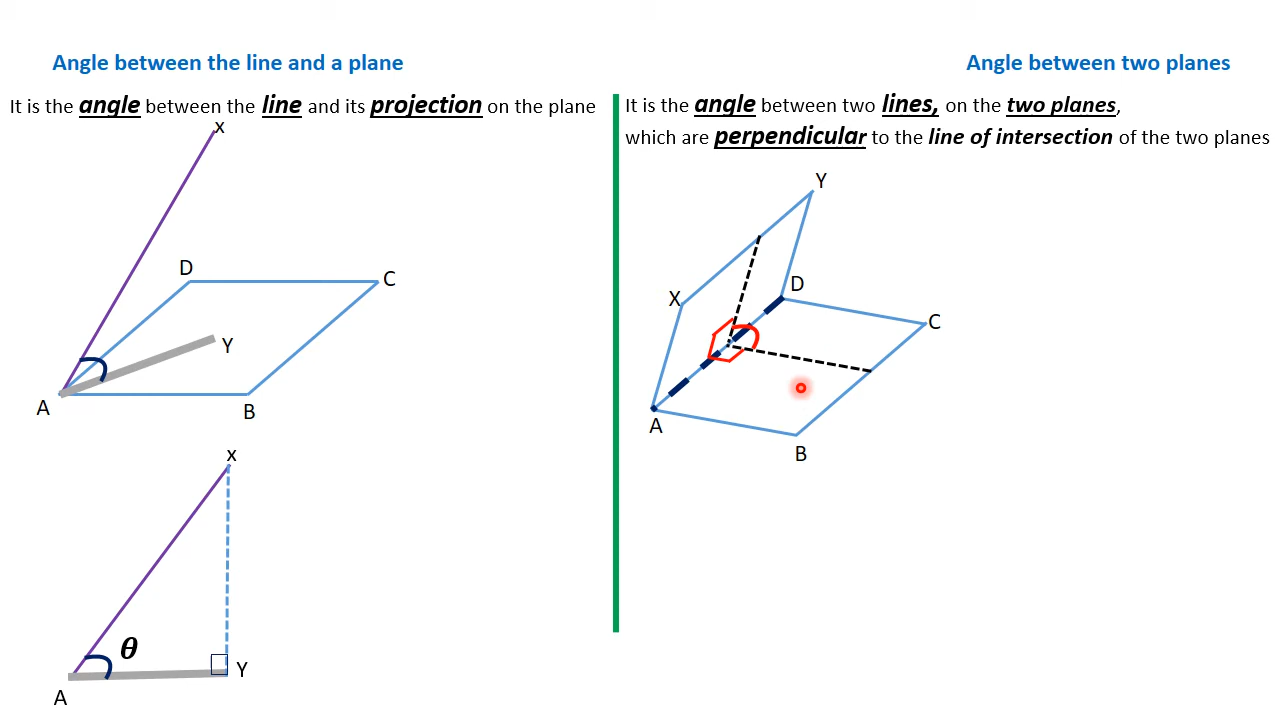 Angle between the line and a plane
It is the angle between the line and its projection on the plane
x
D
C
Y
A
B
x
θ
Y
A
Angle between two planes
It is the angle between two lines, on the two planes,
which are perpendicular to the line of intersection of the two planes
Y
X
D
C
A
B